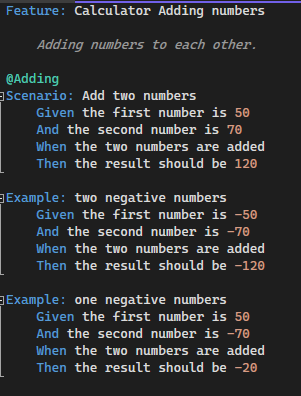 Feature: Calculator Adding numbers
Adding numbers to each other.
@Adding
Scenario: Add two numbers
Given the first number is 50
And the second number is 70
When the two numbers are added
Then the result should be 120
Example: two negative numbers
Given the first number is -50
And the second number is -70
When the two numbers are added
Then the result should be -120
Example: one negative numbers
Given the first number is 50
And the second number is -70
When the two numbers are added
Then the result should be -20